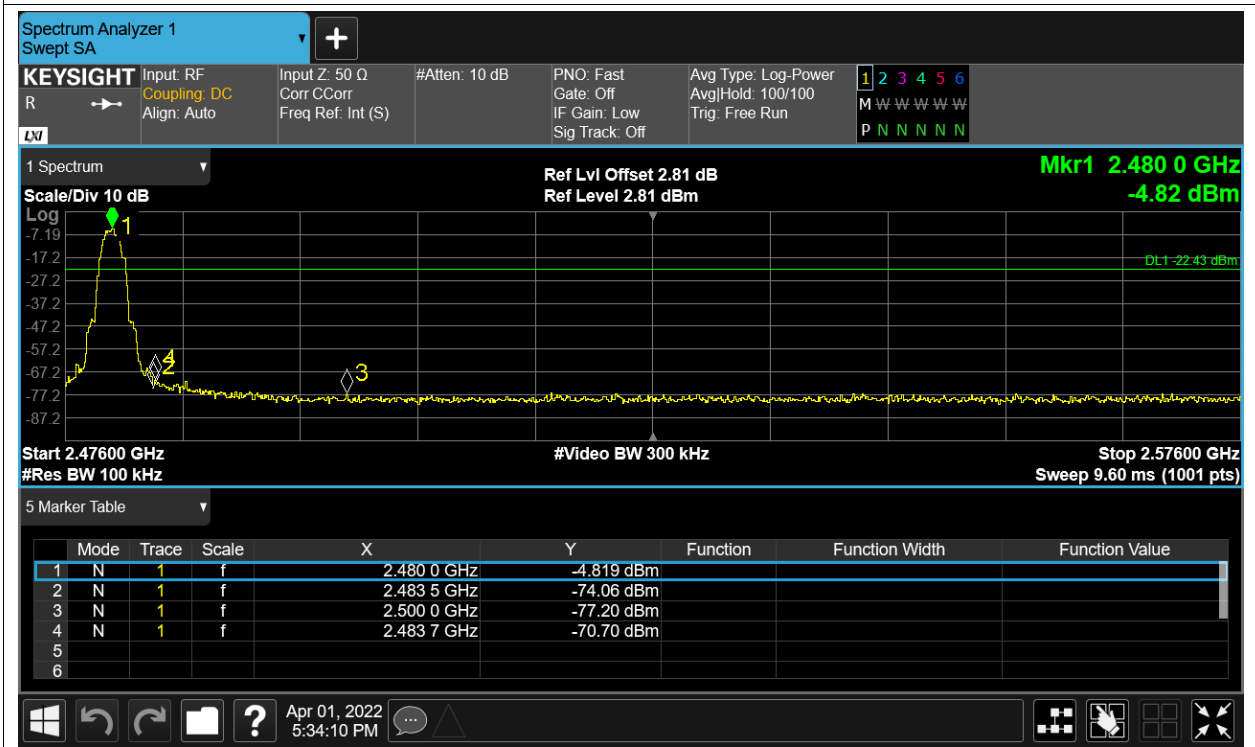 Spectrum Analyzer 1
Swept SA
KEYSIGHT Input: RF Input Z: 50 Ω #Atten: 10 dB PNO: Fast Avg Type: Log-Power 1 2 3 4 5 6
R Coupling: DC Corr CCorr Gate: Off Avg|Hold: 100/100 M W W W W W
Align: Auto Freq Ref: Int (S) IF Gain: Low Trig: Free Run
LXI Sig Track: Off P N N N N N
1 Spectrum Ref Lvl Offset 2.81 dB Mkr1 2.480 0 GHz
Scale/Div 10 dB Ref Level 2.81 dBm -4.82 dBm
Log
1
-7.19
-17.2
DL1 -22.43 dBm
-27.2
-37.2
-47.2
-57.2
4
-67.2 2 3
-77.2
-87.2
Start 2.47600 GHz #Video BW 300 kHz Stop 2.57600 GHz
#Res BW 100 kHz Sweep 9.60 ms (1001 pts)
5 Marker Table
Mode Trace Scale X Y Function Function Width Function Value
1 N 1 f 2.480 0 GHz -4.819 dBm
2 N 1 f 2.483 5 GHz -74.06 dBm
3 N 1 f 2.500 0 GHz -77.20 dBm
4 N 1 f 2.483 7 GHz -70.70 dBm
5
6
? Apr 01, 2022
5:34:10 PM